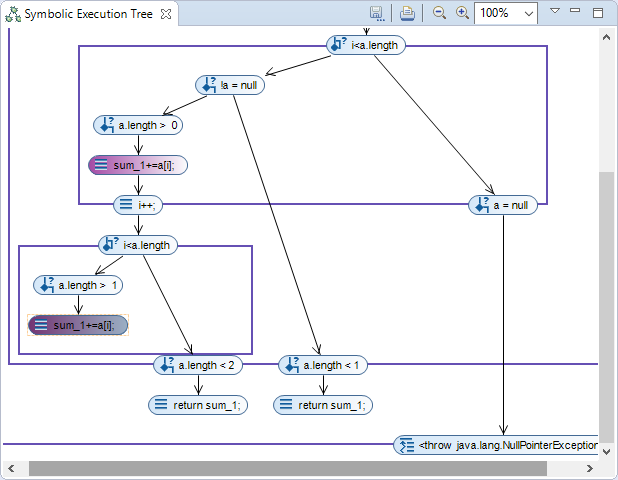 Symbolic Execution Tree
100%
i<a.length
!a = null
a.length > 0
sum_1+=a[i];
i++;
a = null
i<a.length
a.length > 1
sum_1+=a[i];
a.length < 2
a.length < 1
return sum_1;
return sum_1;
<throw java.lang.NullPointerException